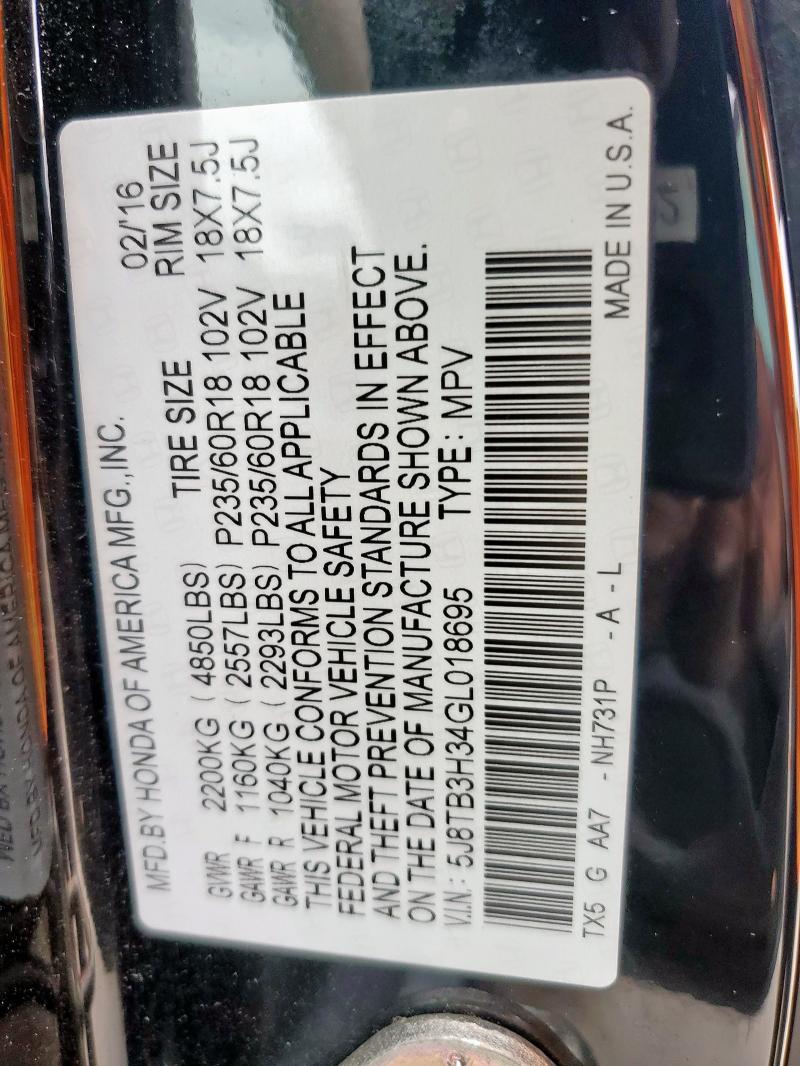 MFD.BY HONDA OF AMERICA MFG.,INC. 02/'16
TIRE SIZE RIM SIZE
GVWR 2200KG ( 4850LBS)
GAWR F 1160KG ( 2557LBS) P235/60R18 102V 18X7.5J
GAWR R 1040KG ( 2293LBS) P235/60R18 102V 18X7.5J
THIS VEHICLE CONFORMS TO ALL APPLICABLE
FEDERAL MOTOR VEHICLE SAFETY
AND THEFT PREVENTION STANDARDS IN EFFECT
ON THE DATE OF MANUFACTURE SHOWN ABOVE.
V.I.N.: 5J8TB3H34GL018695 TYPE: MPV
TX5 G AA7 -NH731P -A-L MADE IN U.S.A.